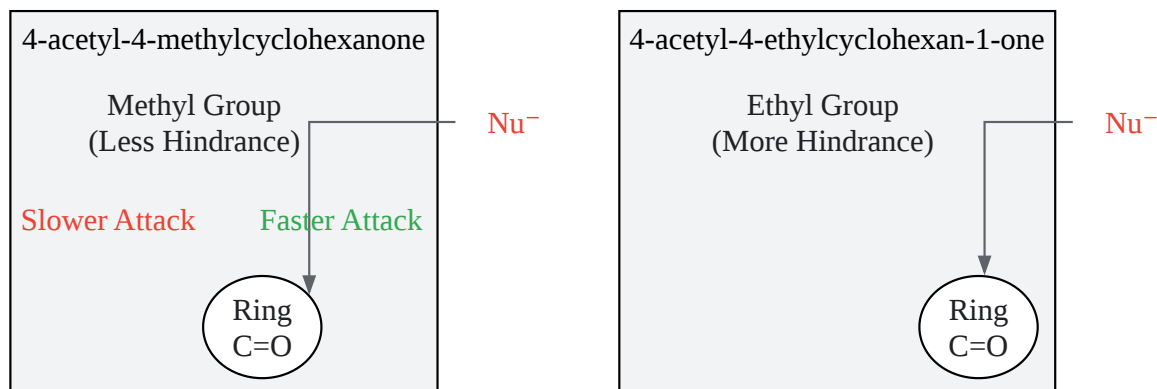 4-acetyl-4-methylcyclohexanone
Methyl Group
(Less Hindrance)
Nu⁻
Slower Attack
Faster Attack
Ring
C=O
4-acetyl-4-ethylcyclohexan-1-one
Ethyl Group
(More Hindrance)
Nu⁻
Ring
C=O